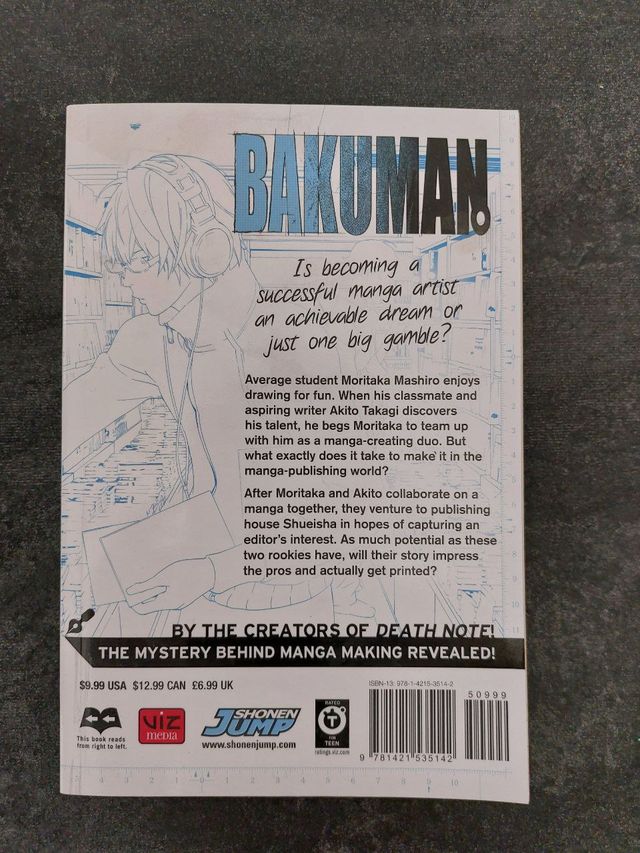 BAKUMAN.
Is becoming a
successful manga artist
an achievable dream or
just one big gamble?
Average student Moritaka Mashiro enjoys
drawing for fun. When his classmate and
aspiring writer Akito Takagi discovers
his talent, he begs Moritaka to team up
with him as a manga-creating duo. But
what exactly does it take to make it in the
manga-publishing world?
After Moritaka and Akito collaborate on a
manga together, they venture to publishing
house Shueisha in hopes of capturing an
editor's interest. As much potential as these
two rookies have, will their story impress
the pros and actually get printed?
BY THE CREATORS OF DEATH NOTE!
THE MYSTERY BEHIND MANGA MAKING REVEALED!
$9.99 USA $12.99 CAN £6.99 UK
This book reads
from right to left.
VIZ
MEDIA
SHONEN
JUMP
www.shonenjump.com
RATED
T
FOR
TEEN
ratings.viz.com
ISBN-13: 978-1-4215-3514-2
50999
9 781421 535142